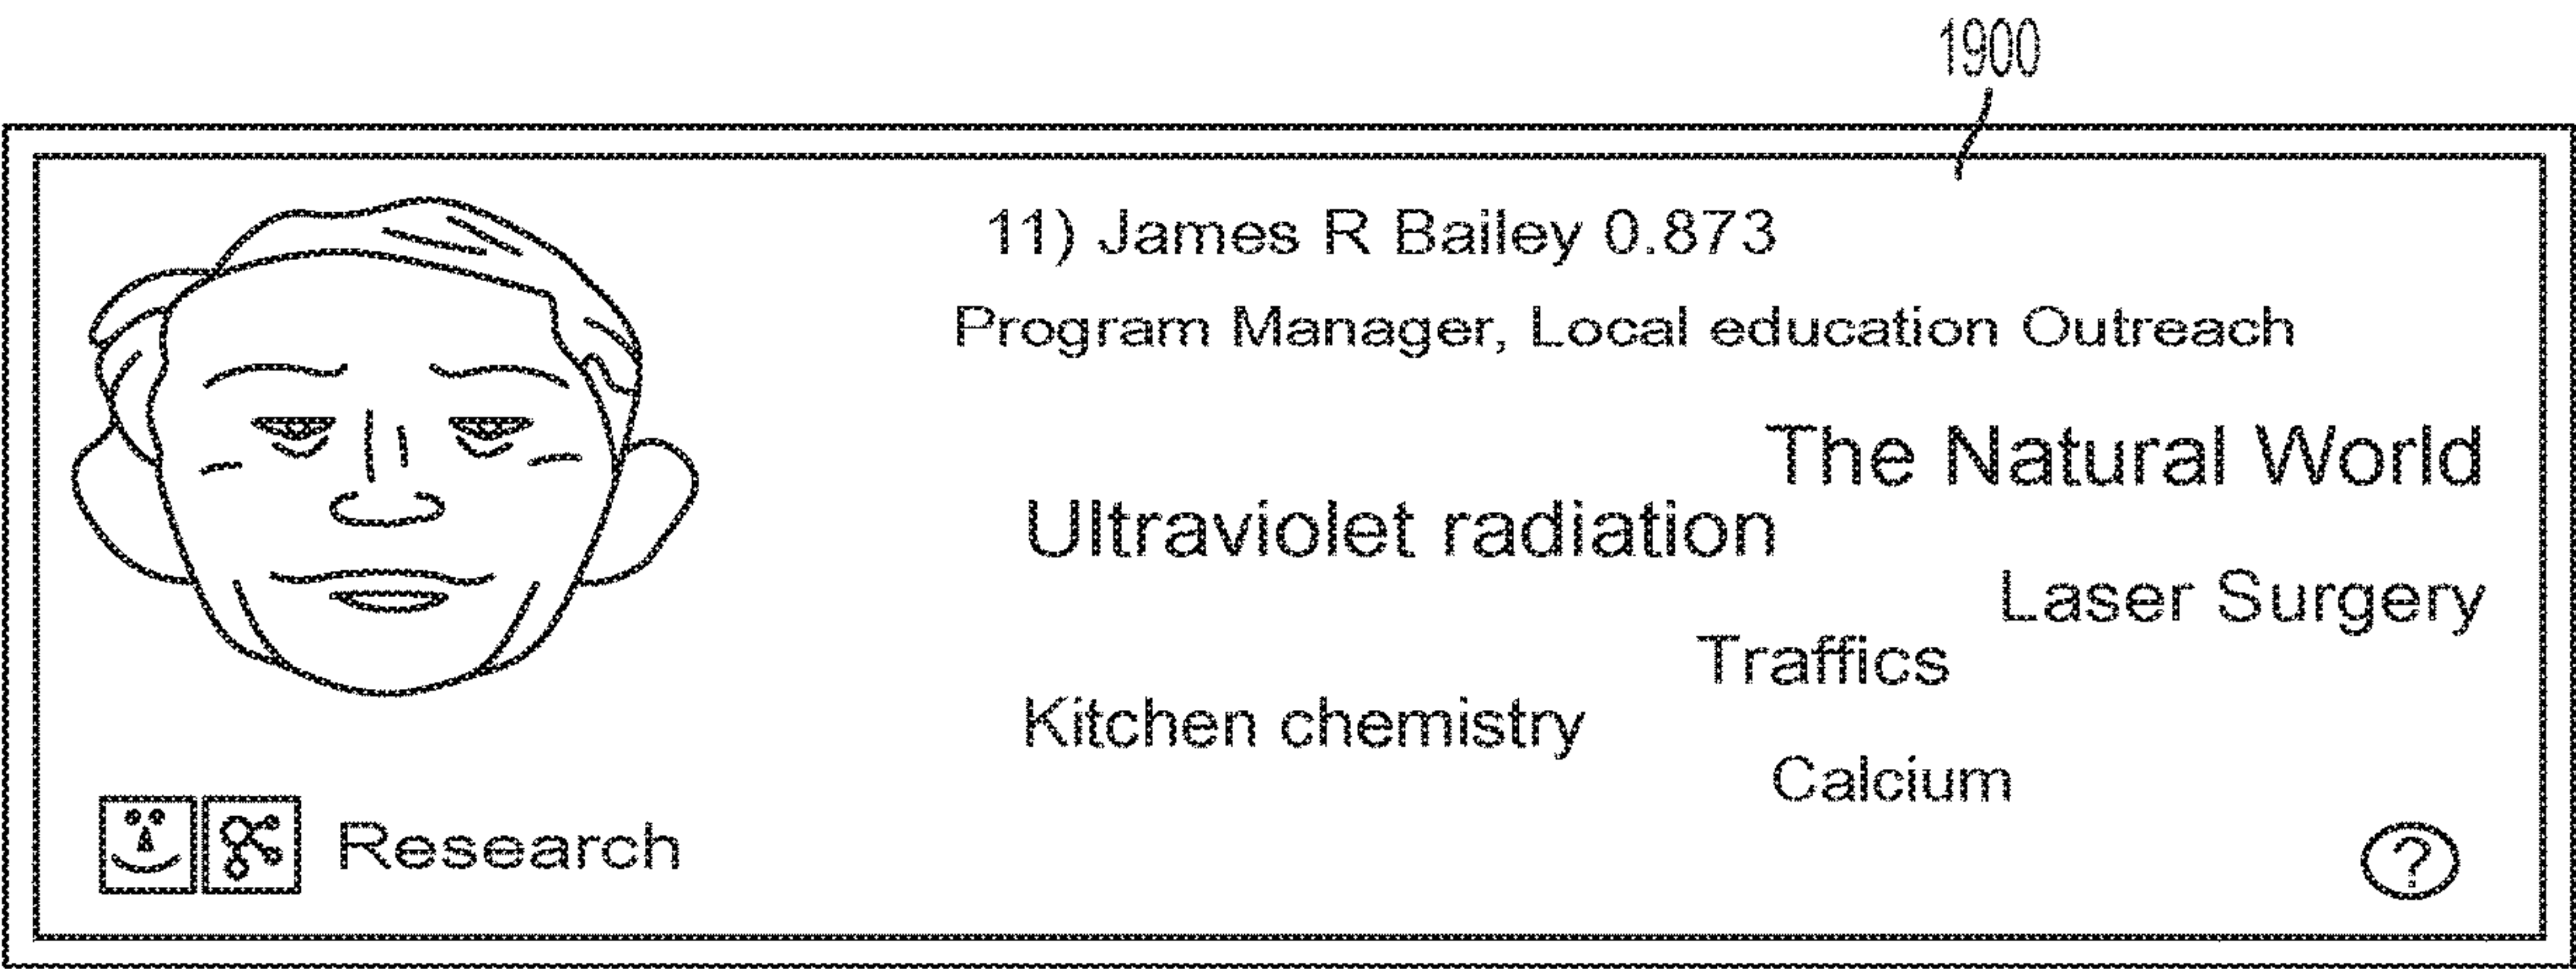 1900
11) James R Bailey 0.873
Program Manager, Local education Outreach
The Natural World
Ultraviolet radiation
Laser Surgery
Traffics
Kitchen chemistry
Calcium
Research
?